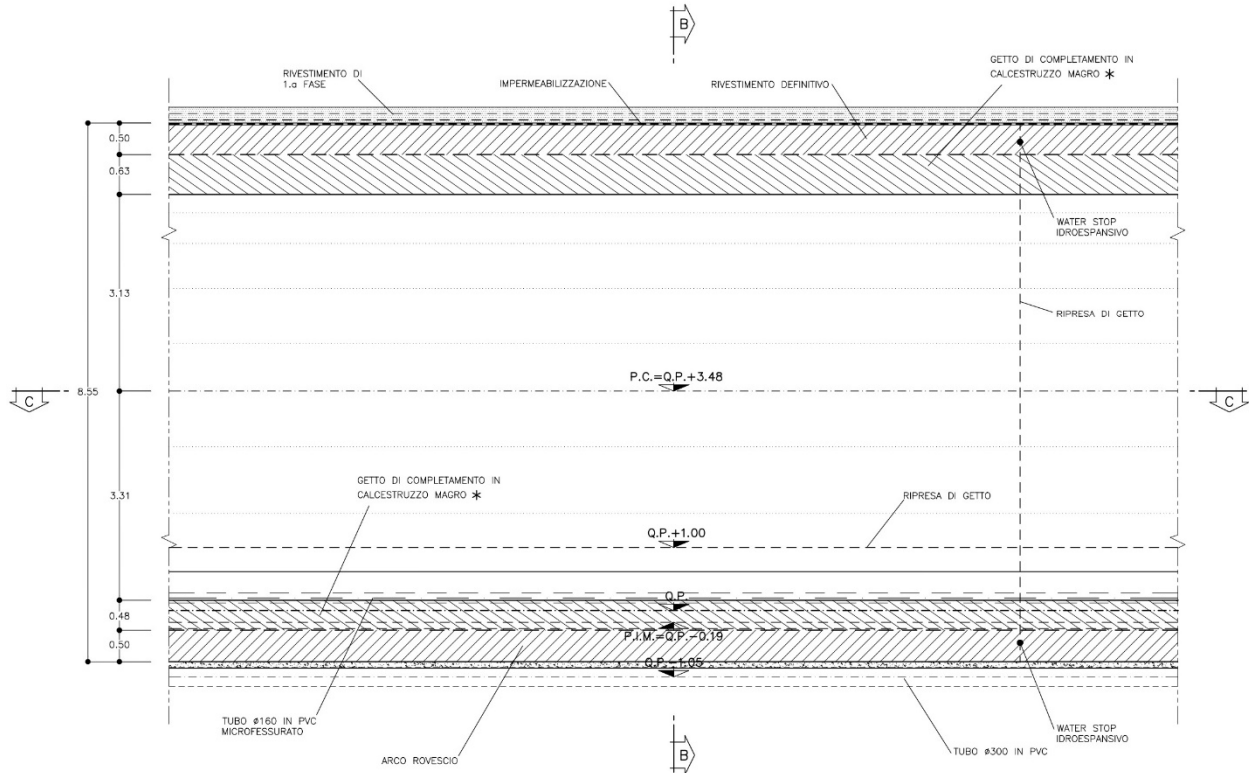 B
RIVESTIMENTO DI
1.a FASE
IMPERMEABILIZZAZIONE
RIVESTIMENTO DEFINITIVO
GETTO DI COMPLETAMENTO IN
CALCESTRUZZO MAGRO *
0.50
0.63
WATER STOP
IDROESPANSIVO
3.13
RIPRESA DI GETTO
P.C.=Q.P.+3.48
C
8.55
C
GETTO DI COMPLETAMENTO IN
CALCESTRUZZO MAGRO *
3.31
RIPRESA DI GETTO
Q.P.+1.00
Q.P.
0.48
P.I.M.=Q.P.-0.19
0.50
Q.P.-1.05
TUBO ø160 IN PVC
MICROFESSURATO
ARCO ROVESCIO
B
TUBO ø300 IN PVC
WATER STOP
IDROESPANSIVO